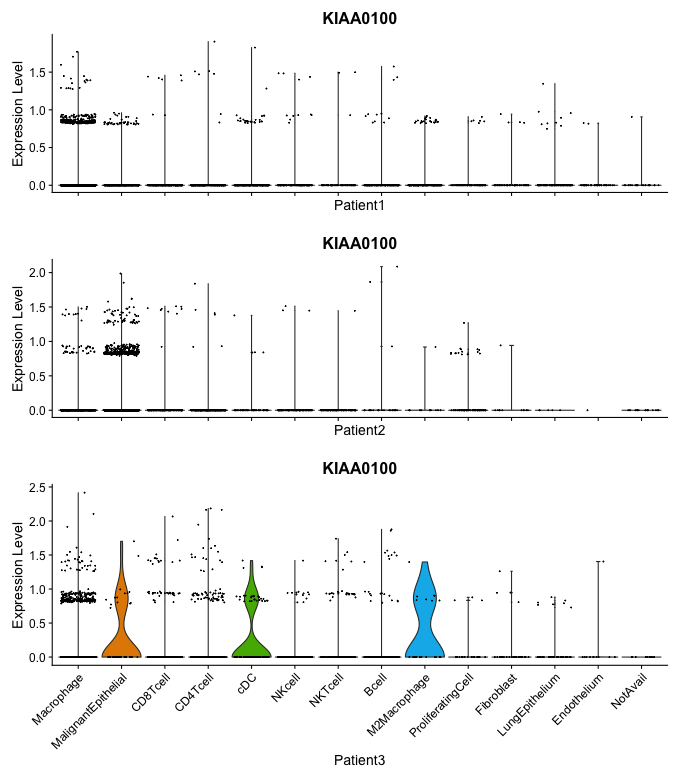 KIAA0100
Expression Level
1.5
1.0
0.5
0.0
Patient1
KIAA0100
Expression Level
2.0
1.5
1.0
0.5
0.0
Patient2
KIAA0100
Expression Level
2.5
2.0
1.5
1.0
0.5
0.0
Macrophage
MalignantEpithelial
CD8Tcell
CD4Tcell
cDC
NKcell
NKTcell
Bcell
M2Macrophage
ProliferatingCell
Fibroblast
LungEpithelium
Endothelium
NotAvail
Patient3